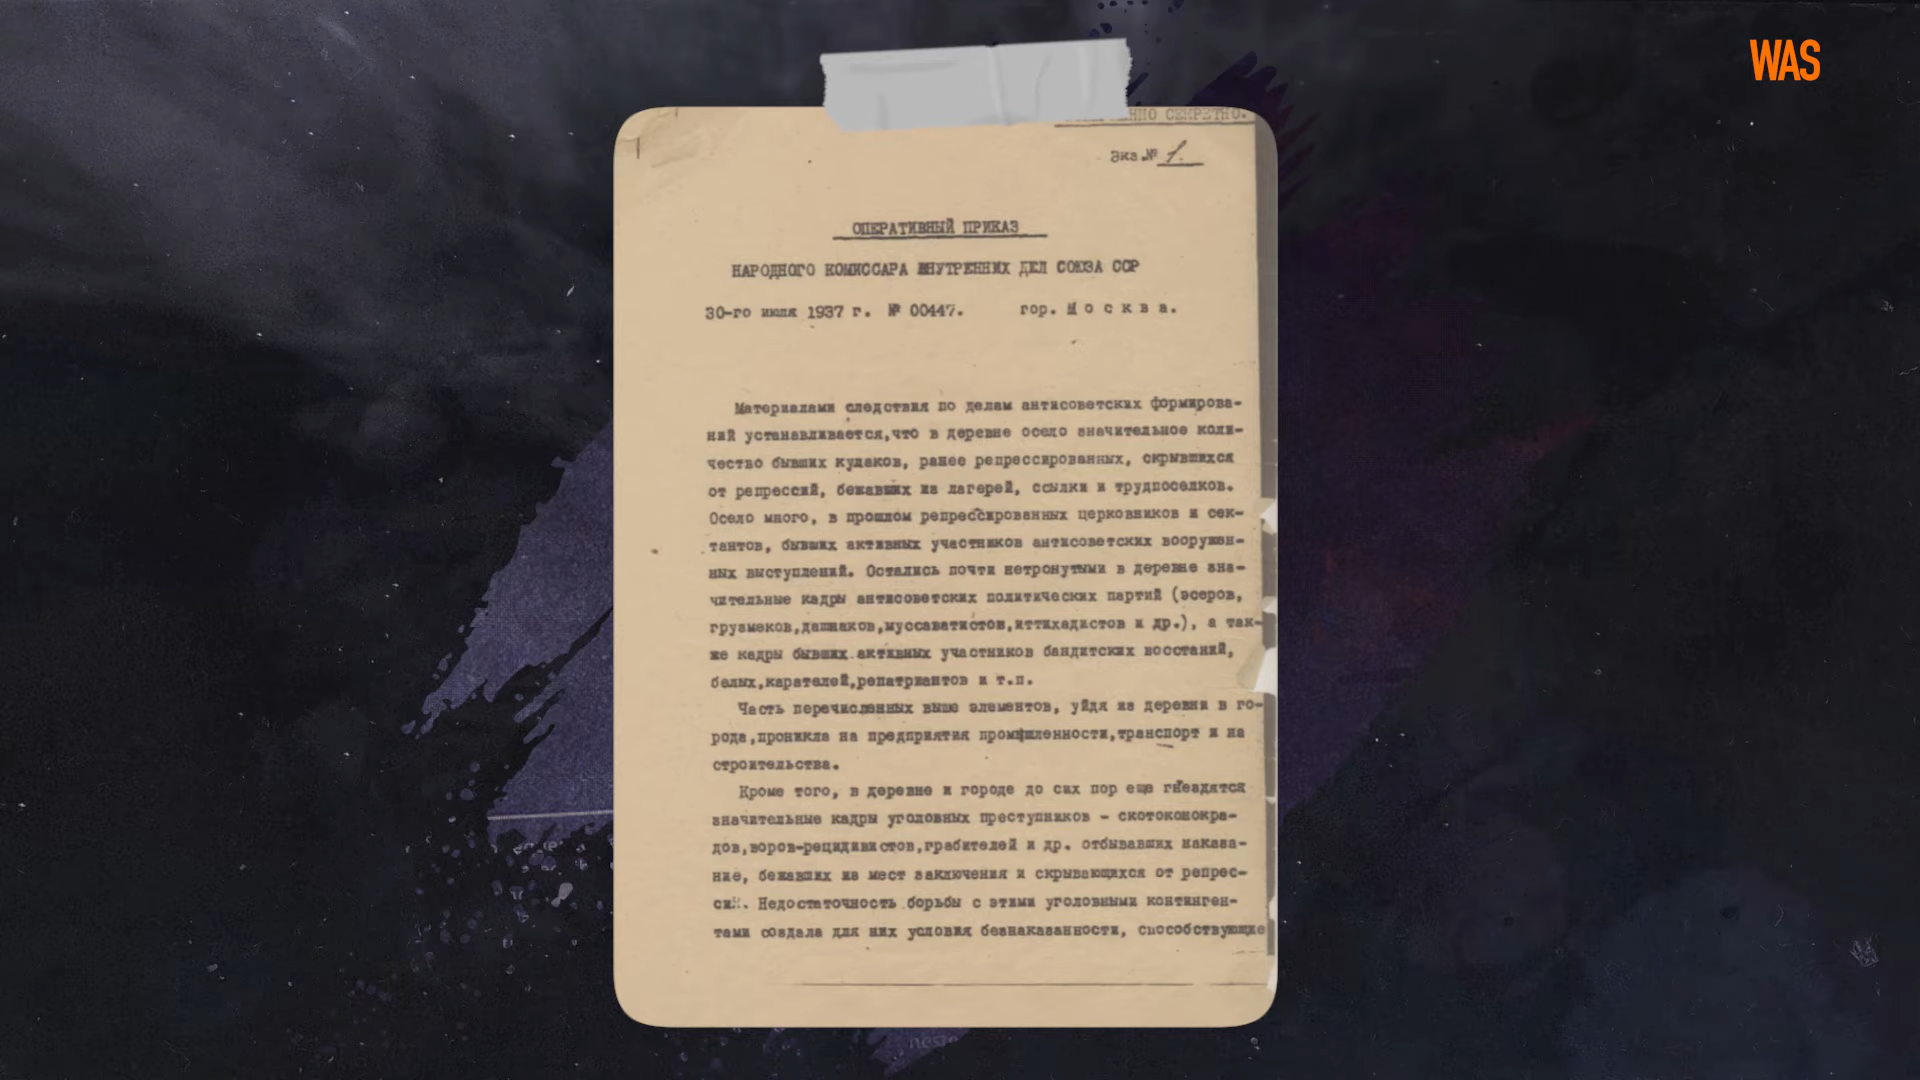 WAS
СЕКРЕТНО.
Экз.№ 1.
ОПЕРАТИВНЫЙ ПРИКАЗ
НАРОДНОГО КОМИССАРА ВНУТРЕННИХ ДЕЛ СОЮЗА ССР
30-го июля 1937 г. № 00447. гор. М о с к в а.
Материалами следствия по делам антисоветских формирова-
ний устанавливается,что в деревне осело значительное коли-
чество бывших кулаков, ранее репрессированных, скрывшихся
от репрессий, бежавших из лагерей, ссылки и трудпоселков.
Осело много, в прошлом репрессированных церковников и сек-
тантов, бывших активных участников антисоветских вооружен-
ных выступлений. Остались почти нетронутыми в деревне зна-
чительные кадры антисоветских политических партий (эсеров,
грузмеков,дашнаков,муссаватистов,иттихадистов и др.), а так-
же кадры бывших активных участников бандитских восстаний,
белых,карателей,репатриантов и т.п.
Часть перечисленных выше элементов, уйдя из деревни в го-
рода,проникла на предприятия промышленности,транспорт и на
строительства.
Кроме того, в деревне и городе до сих пор еще гнездятся
значительные кадры уголовных преступников - скотоконокра-
дов,воров-рецидивистов,грабителей и др. отбывавших наказа-
ние, бежавших из мест заключения и скрывающихся от репрес-
сий. Недостаточность борьбы с этими уголовными континген-
тами создала для них условия безнаказанности, способствующие